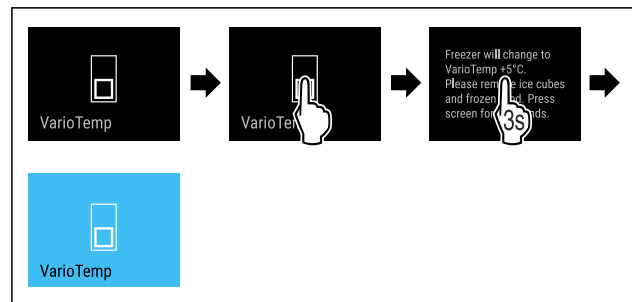 VarioTemp
VarioTe
Freezer will change to
VarioTemp +5°C.
Please rem e ice cubes
and frozen od. Press
screen for nds.
3s
VarioTemp